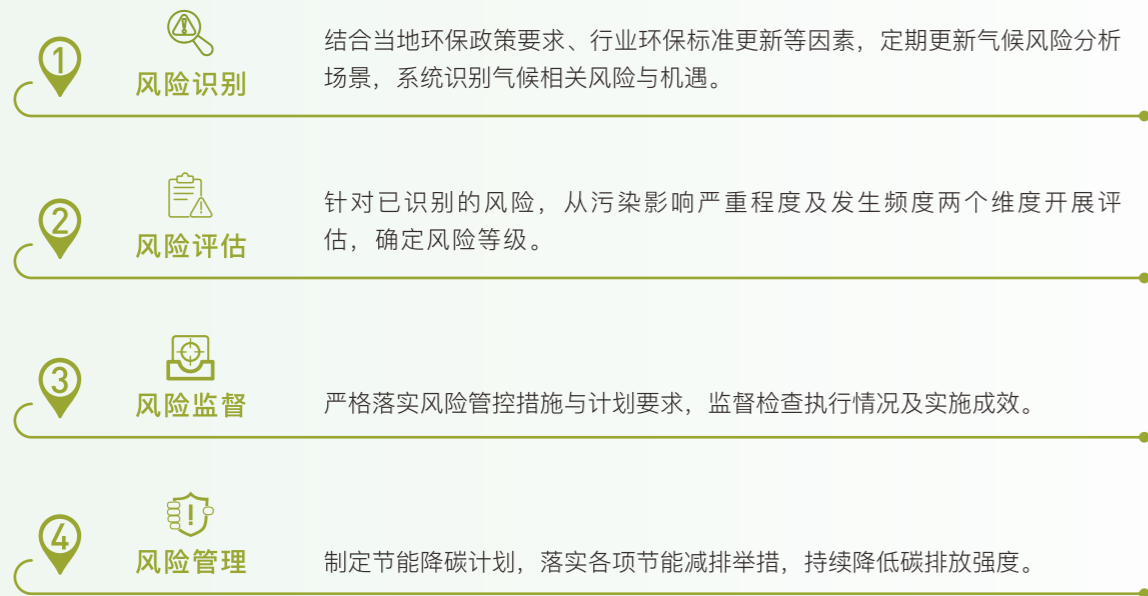 1
风险识别
结合当地环保政策要求、行业环保标准更新等因素，定期更新气候风险分析
场景，系统识别气候相关风险与机遇。
2
风险评估
针对已识别的风险，从污染影响严重程度及发生频度两个维度开展评
估，确定风险等级。
3
风险监督
严格落实风险管控措施与计划要求，监督检查执行情况及实施成效。
4
风险管理
制定节能降碳计划，落实各项节能减排举措，持续降低碳排放强度。